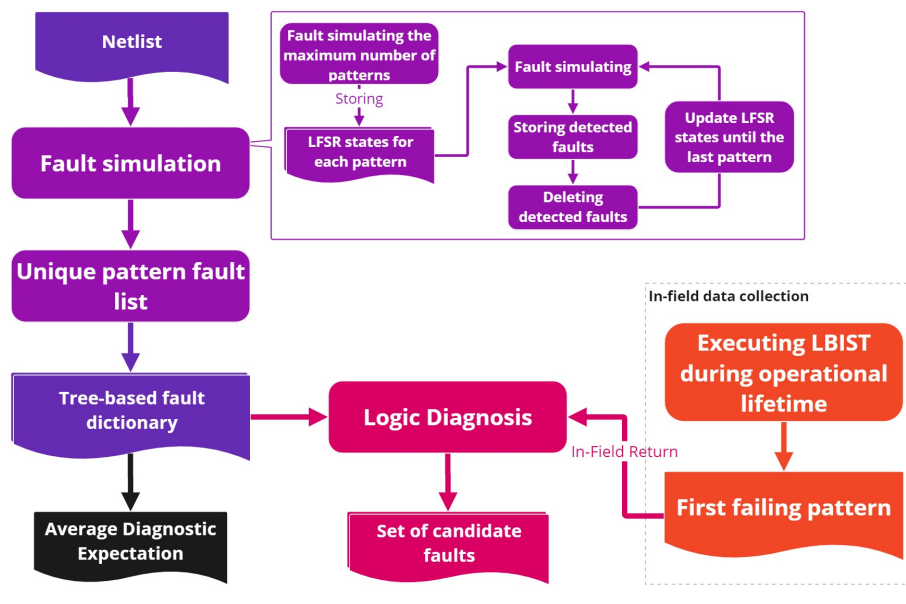 Netlist
Fault simulation
Unique pattern fault
list
Tree-based fault
dictionary
Average Diagnostic
Expectation
Fault simulating the
maximum number of
patterns
Storing
LFSR states for
each pattern
Fault simulating
Storing detected
faults
Deleting
detected faults
Update LFSR
states until the
last pattern
Logic Diagnosis
Set of candidate
faults
In-Field Return
In-field data collection
Executing LBIST
during operational
lifetime
First failing pattern